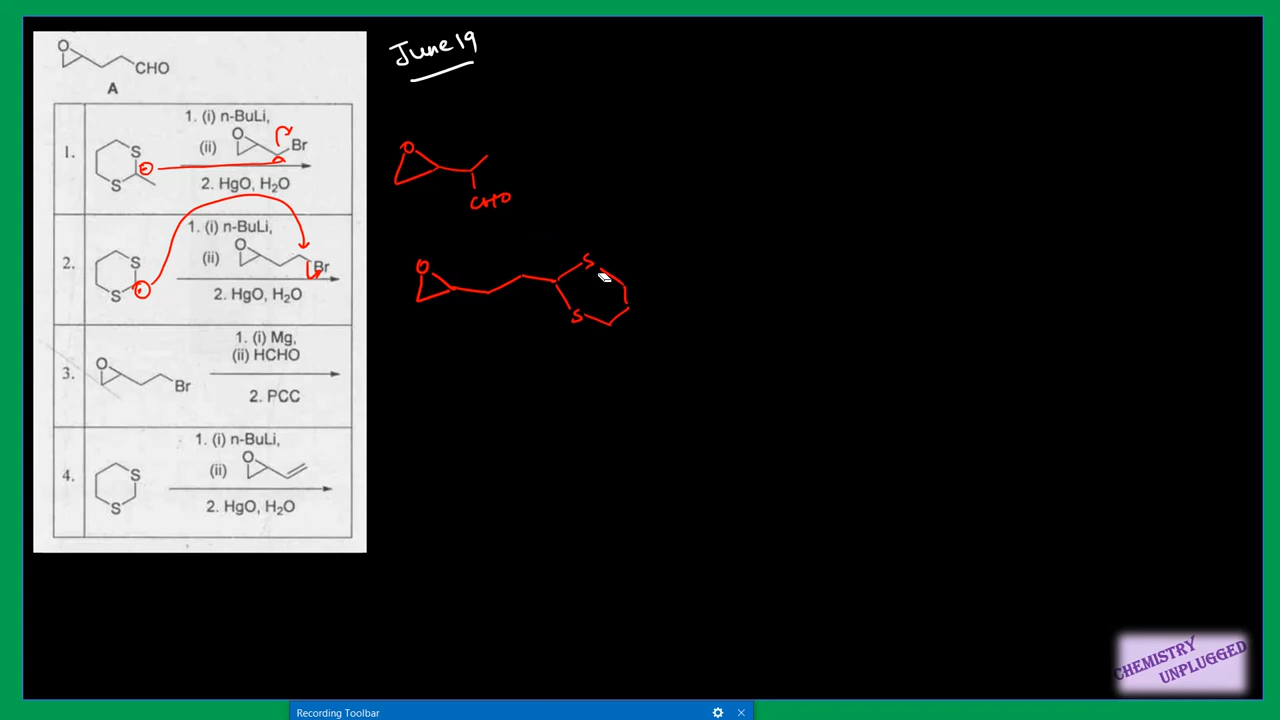 June 19
O
CHO
A
1.
S
S
1. (i) n-BuLi,
(ii)
O
Br
2. HgO, H2O
O
CHO
2.
S
S
1. (i) n-BuLi,
(ii)
O
Br
2. HgO, H2O
O
S
S
3.
O
Br
1. (i) Mg,
(ii) HCHO
2. PCC
4.
S
S
1. (i) n-BuLi,
(ii)
O
2. HgO, H2O
CHEMISTRY
UNPLUGGED
Recording Toolbar